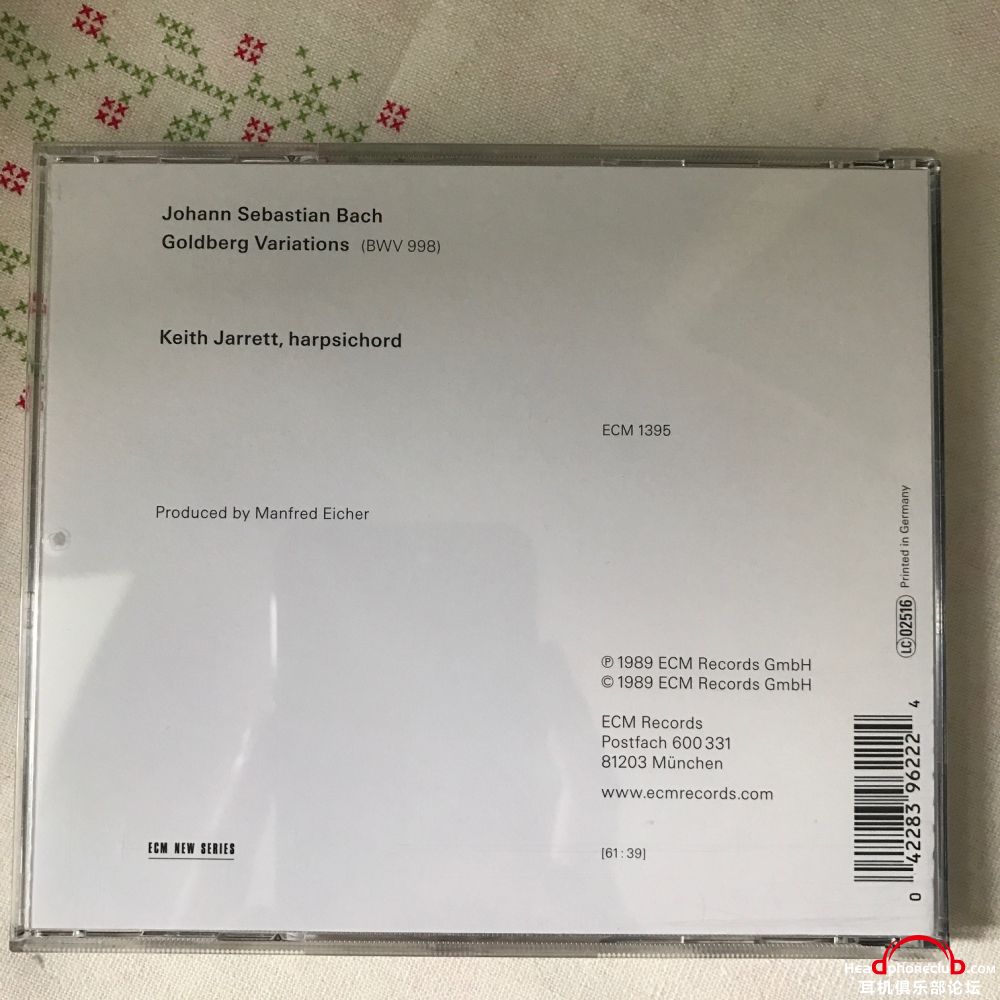 Johann Sebastian Bach
Goldberg Variations (BWV 998)
Keith Jarrett, harpsichord
ECM 1395
Produced by Manfred Eicher
Printed in Germany
LC 02516
℗ 1989 ECM Records GmbH
© 1989 ECM Records GmbH
ECM Records
Postfach 600 331
81203 München
www.ecmrecords.com
0 42283 96222 4
ECM NEW SERIES
[61:39]
HeadphoneClub.com
耳机俱乐部论坛